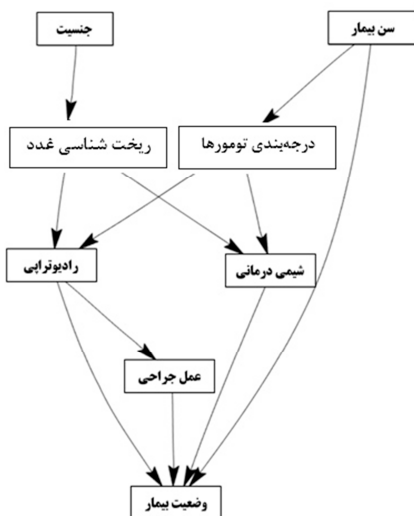 جنسیت
سن بیمار
ریخت شناسی غدد
درجه‌بندی تومورها
رادیوتراپی
شیمی درمانی
عمل جراحی
وضعیت بیمار